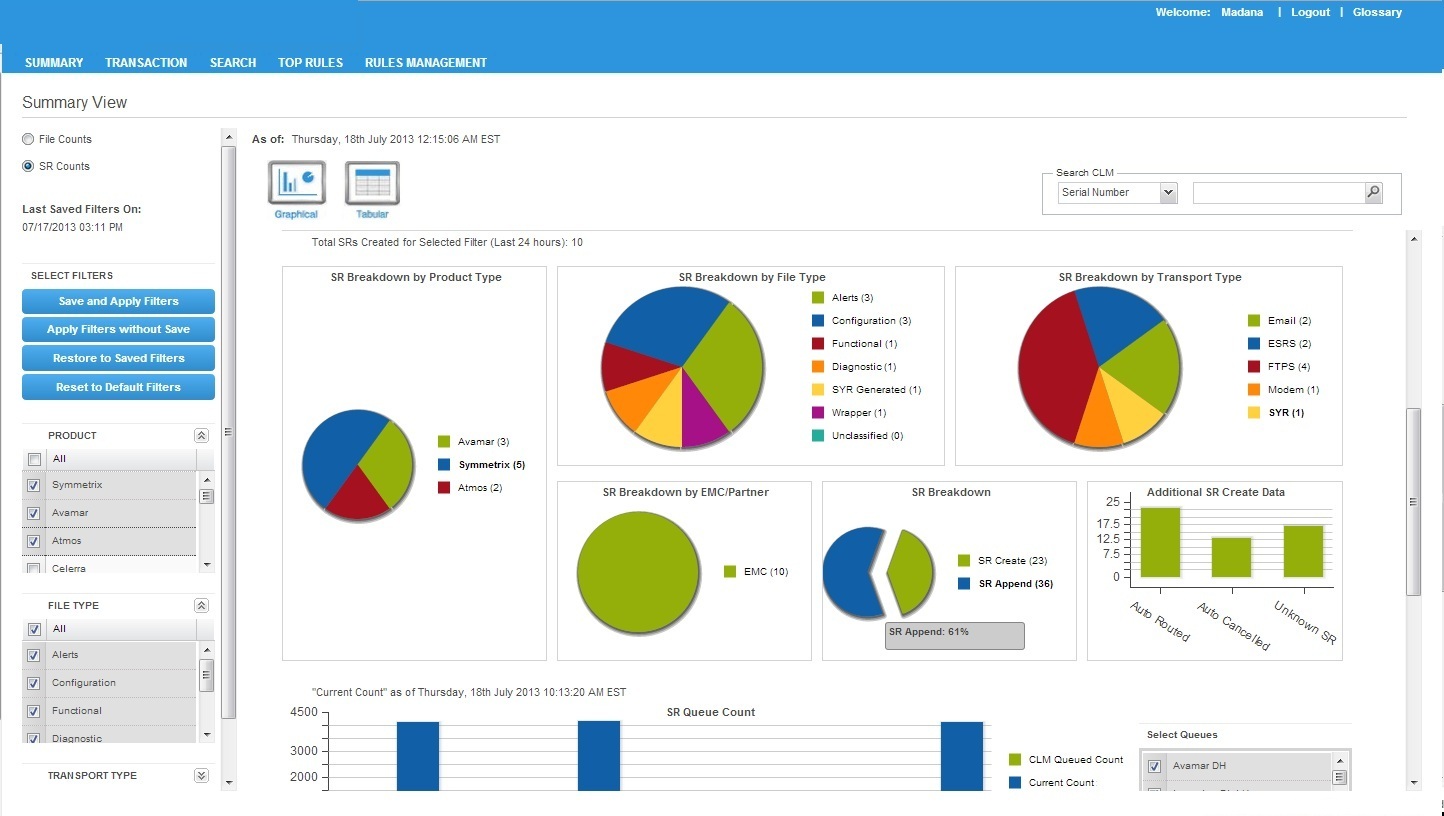 Welcome: Madana | Logout | Glossary
SUMMARY TRANSACTION SEARCH TOP RULES RULES MANAGEMENT
Summary View
File Counts
SR Counts
Last Saved Filters On:
07/17/2013 03:11 PM
SELECT FILTERS
Save and Apply Filters
Apply Filters without Save
Restore to Saved Filters
Reset to Default Filters
PRODUCT
All
Symmetrix
Avamar
Atmos
Celerra
FILE TYPE
All
Alerts
Configuration
Functional
Diagnostic
TRANSPORT TYPE
As of: Thursday, 18th July 2013 12:15:06 AM EST
Graphical
Tabular
Search CLM
Serial Number
Total SRs Created for Selected Filter (Last 24 hours): 10
SR Breakdown by Product Type
Avamar (3)
Symmetrix (5)
Atmos (2)
SR Breakdown by File Type
Alerts (3)
Configuration (3)
Functional (1)
Diagnostic (1)
SYR Generated (1)
Wrapper (1)
Unclassified (0)
SR Breakdown by Transport Type
Email (2)
ESRS (2)
FTPS (4)
Modem (1)
SYR (1)
SR Breakdown by EMC/Partner
EMC (10)
SR Breakdown
SR Create (23)
SR Append (36)
SR Append: 61%
Additional SR Create Data
25
17.5
12.5
7.5
0
Auto Routed
Auto Cancelled
Unknown SR
"Current Count" as of Thursday, 18th July 2013 10:13:20 AM EST
SR Queue Count
4500
3000
2000
CLM Queued Count
Current Count
Select Queues
Avamar DH